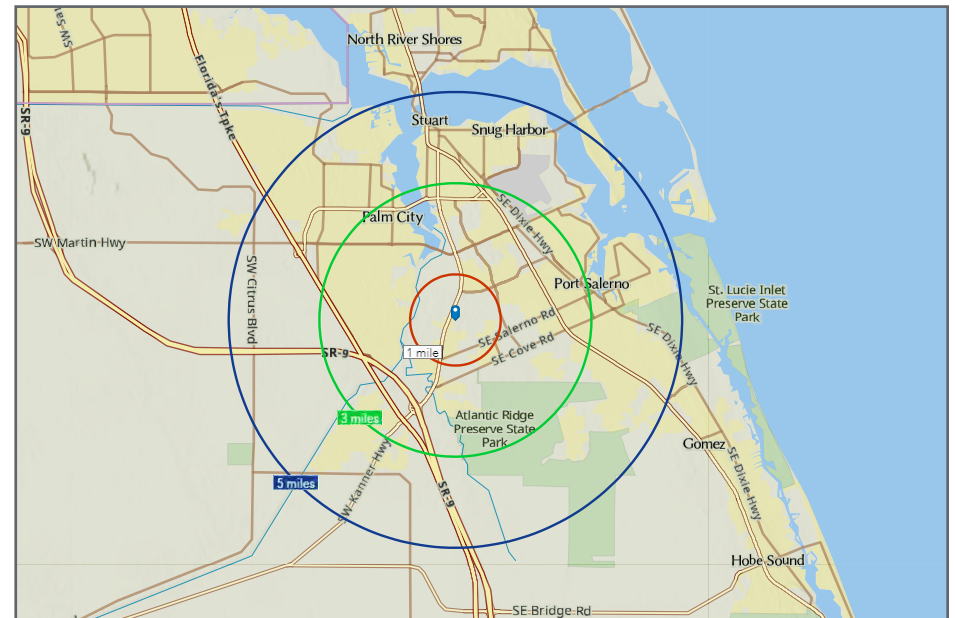 SW Sal
North River Shores
Florida's Tpke
SR-9
Stuart
Snug Harbor
SE-Dixie-Hwy
Palm City
SW Martin Hwy
SW Citrus Blvd
Port Salerno
St. Lucie Inlet
Preserve State
Park
SE-Salerno Rd
SE-Cove Rd
SE-Dixie Hwy
SR-9
1 mile
3 miles
Atlantic Ridge
Preserve State
Park
Gomez
SW-Kanner Hwy
SE-Dixie-Hwy
5 miles
SR-9
Hobe Sound
SE Bridge Rd